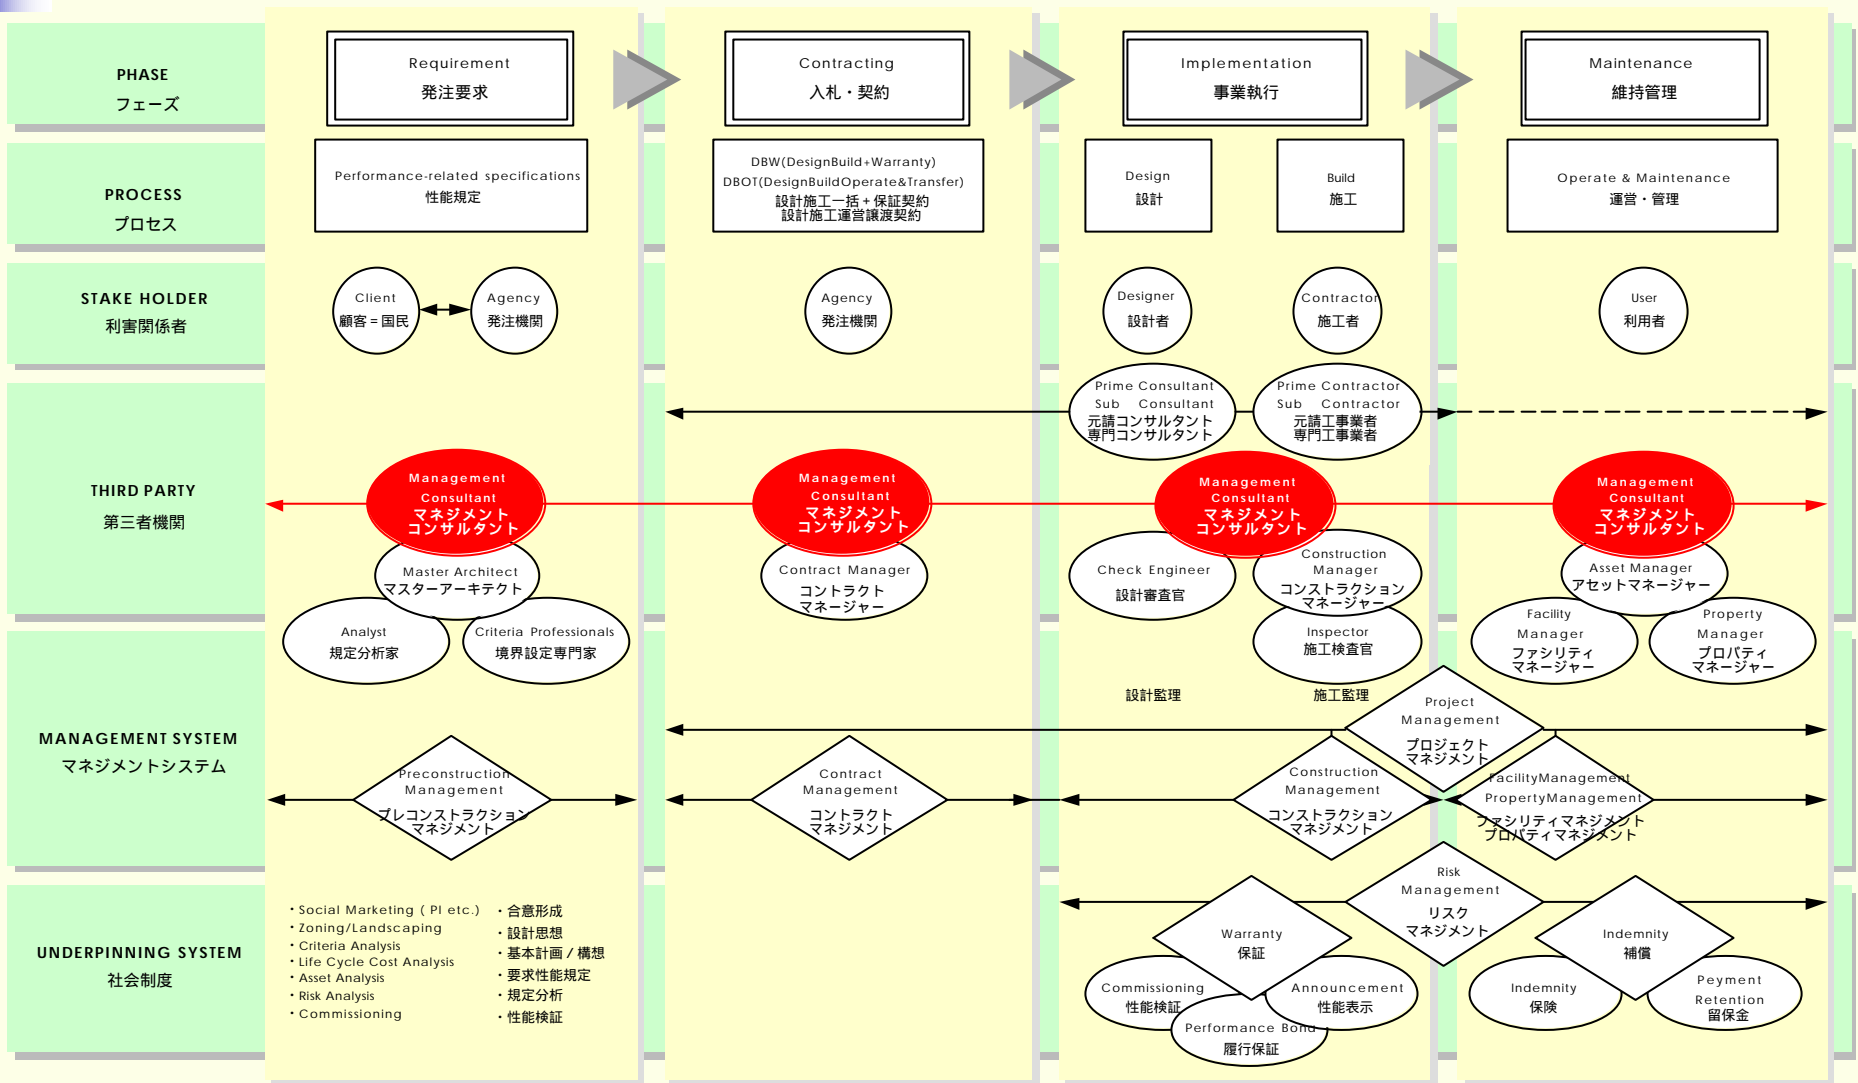 PHASE
フェーズ
Requirement
発注要求
Contracting
入札・契約
Implementation
事業執行
Maintenance
維持管理
PROCESS
プロセス
Performance-related specifications
性能規定
DBW(DesignBuild+Warranty)
DBOT(DesignBuildOperate&Transfer)
設計施工一括+保証契約
設計施工運営譲渡契約
Design
設計
Build
施工
Operate & Maintenance
運営・管理
STAKE HOLDER
利害関係者
Client
顧客=国民
Agency
発注機関
Agency
発注機関
Designer
設計者
Contractor
施工者
User
利用者
THIRD PARTY
第三者機関
Prime Consultant
Sub Consultant
元請コンサルタント
専門コンサルタント
Prime Contractor
Sub Contractor
元請工事業者
専門工事業者
Management
Consultant
マネジメント
コンサルタント
Management
Consultant
マネジメント
コンサルタント
Management
Consultant
マネジメント
コンサルタント
Management
Consultant
マネジメント
コンサルタント
Master Architect
マスターアーキテクト
Analyst
規定分析家
Criteria Professionals
境界設定専門家
Contract Manager
コントラクト
マネージャー
Check Engineer
設計審査官
Construction
Manager
コンストラクション
マネージャー
Inspector
施工検査官
Asset Manager
アセットマネージャー
Facility
Manager
ファシリティ
マネージャー
Property
Manager
プロパティ
マネージャー
MANAGEMENT SYSTEM
マネジメントシステム
設計監理
施工監理
Project
Management
プロジェクト
マネジメント
Preconstruction
Management
プレコンストラクション
マネジメント
Contract
Management
コントラクト
マネジメント
Construction
Management
コンストラクション
マネジメント
FacilityManagement
PropertyManagement
ファシリティマネジメント
プロパティマネジメント
UNDERPINNING SYSTEM
社会制度
・Social Marketing ( PI etc.)
・Zoning/Landscaping
・Criteria Analysis
・Life Cycle Cost Analysis
・Asset Analysis
・Risk Analysis
・Commissioning
・合意形成
・設計思想
・基本計画/構想
・要求性能規定
・規定分析
・性能検証
Risk
Management
リスク
マネジメント
Warranty
保証
Commissioning
性能検証
Announcement
性能表示
Performance Bond
履行保証
Indemnity
補償
Indemnity
保険
Peyment
Retention
留保金